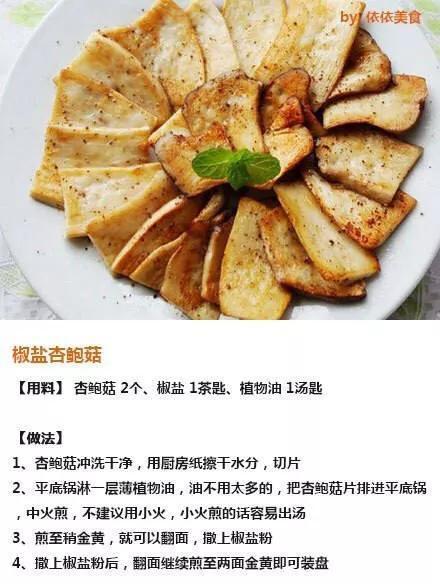 by: 依依美食
椒盐杏鲍菇
【用料】 杏鲍菇 2个、椒盐 1茶匙、植物油 1汤匙
【做法】
1、杏鲍菇冲洗干净，用厨房纸擦干水分，切片
2、平底锅淋一层薄植物油，油不用太多的，把杏鲍菇片排进平底锅
，中火煎，不建议用小火，小火煎的话容易出汤
3、煎至稍金黄，就可以翻面，撒上椒盐粉
4、撒上椒盐粉后，翻面继续煎至两面金黄即可装盘